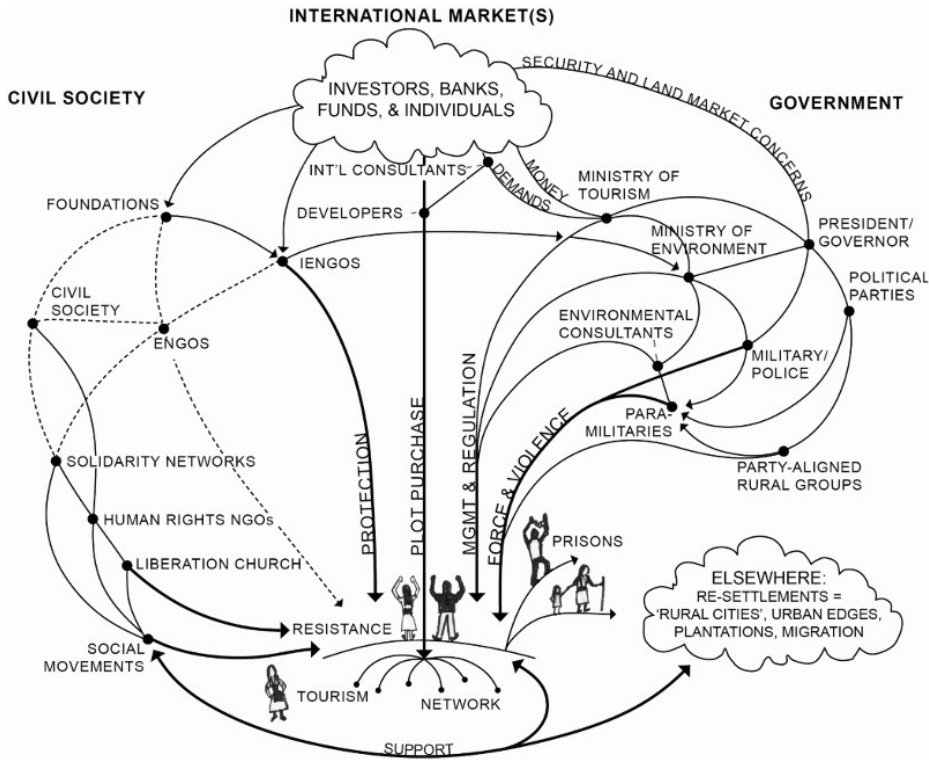 INTERNATIONAL MARKET(S)
CIVIL SOCIETY
GOVERNMENT
INVESTORS, BANKS,
FUNDS, & INDIVIDUALS
SECURITY AND LAND MARKET CONCERNS
INT'L CONSULTANTS
MONEY
DEMANDS
MINISTRY OF
TOURISM
FOUNDATIONS
DEVELOPERS
MINISTRY OF
ENVIRONMENT
PRESIDENT/
GOVERNOR
IENGOS
POLITICAL
PARTIES
CIVIL
SOCIETY
ENGOS
ENVIRONMENTAL
CONSULTANTS
MILITARY/
POLICE
PARA-
MILITARIES
PARTY-ALIGNED
RURAL GROUPS
SOLIDARITY NETWORKS
HUMAN RIGHTS NGOs
LIBERATION CHURCH
SOCIAL
MOVEMENTS
PROTECTION
PLOT PURCHASE
MGMT & REGULATION
FORCE & VIOLENCE
PRISONS
RESISTANCE
ELSEWHERE:
RE-SETTLEMENTS =
'RURAL CITIES', URBAN EDGES,
PLANTATIONS, MIGRATION
TOURISM
NETWORK
SUPPORT